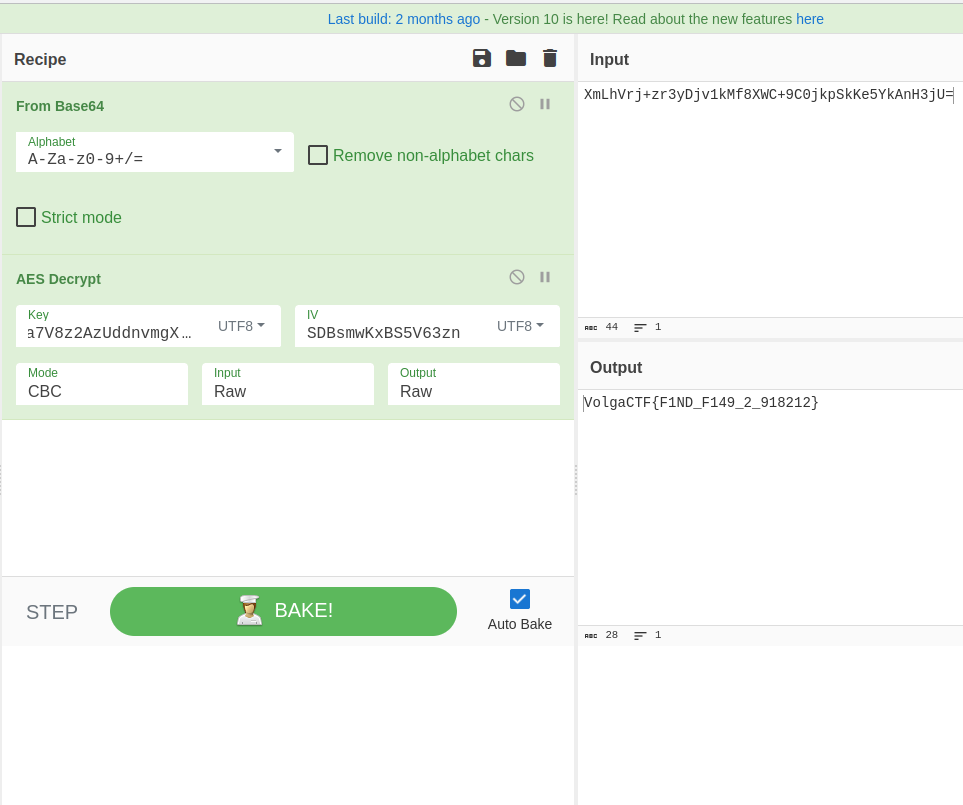 Last build: 2 months ago - Version 10 is here! Read about the new features here
Recipe
From Base64
Alphabet
A-Za-z0-9+/=
Remove non-alphabet chars
Strict mode
AES Decrypt
Key
a7V8z2AzUddnvmgX…
UTF8
IV
SDBsmwKxBS5V63zn
UTF8
Mode
CBC
Input
Raw
Output
Raw
STEP
BAKE!
Auto Bake
Input
XmLhVrj+zr3yDjv1kMf8XWC+9C0jkpSkKe5YkAnH3jU=
ABC 44 1
Output
VolgaCTF{F1ND_F149_2_918212}
ABC 28 1